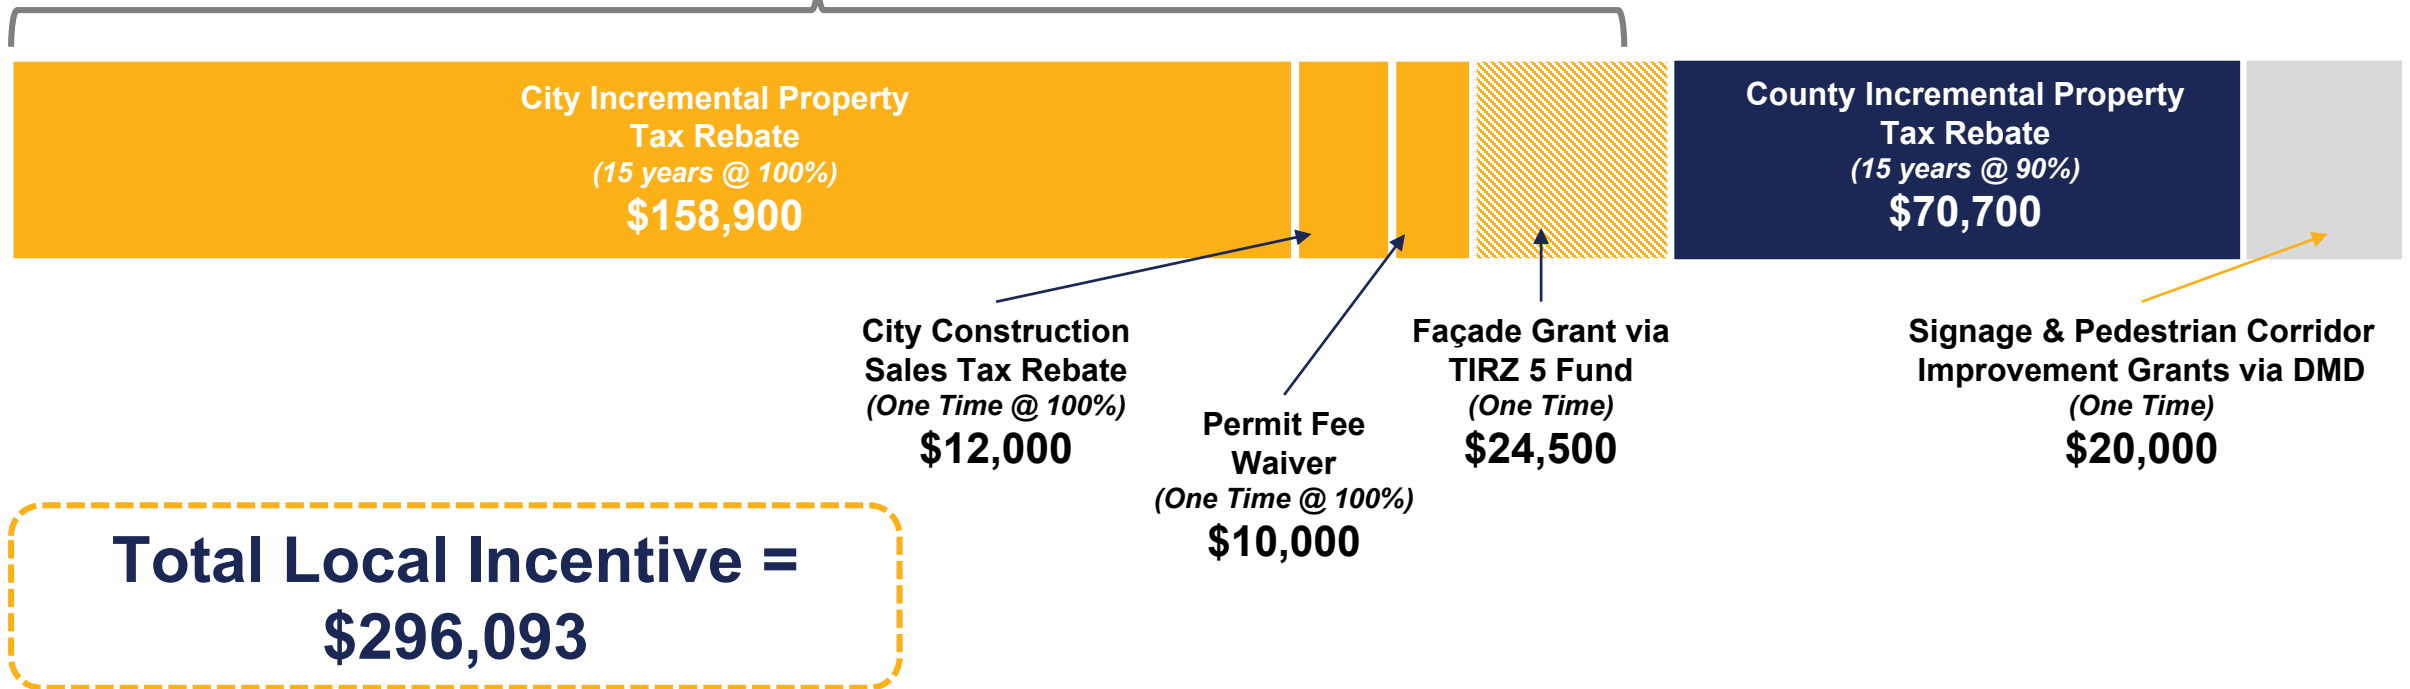 City Incremental Property
Tax Rebate
(15 years @ 100%)
$158,900
County Incremental Property
Tax Rebate
(15 years @ 90%)
$70,700
City Construction
Sales Tax Rebate
(One Time @ 100%)
$12,000
Permit Fee
Waiver
(One Time @ 100%)
$10,000
Façade Grant via
TIRZ 5 Fund
(One Time)
$24,500
Signage & Pedestrian Corridor
Improvement Grants via DMD
(One Time)
$20,000
Total Local Incentive =
$296,093